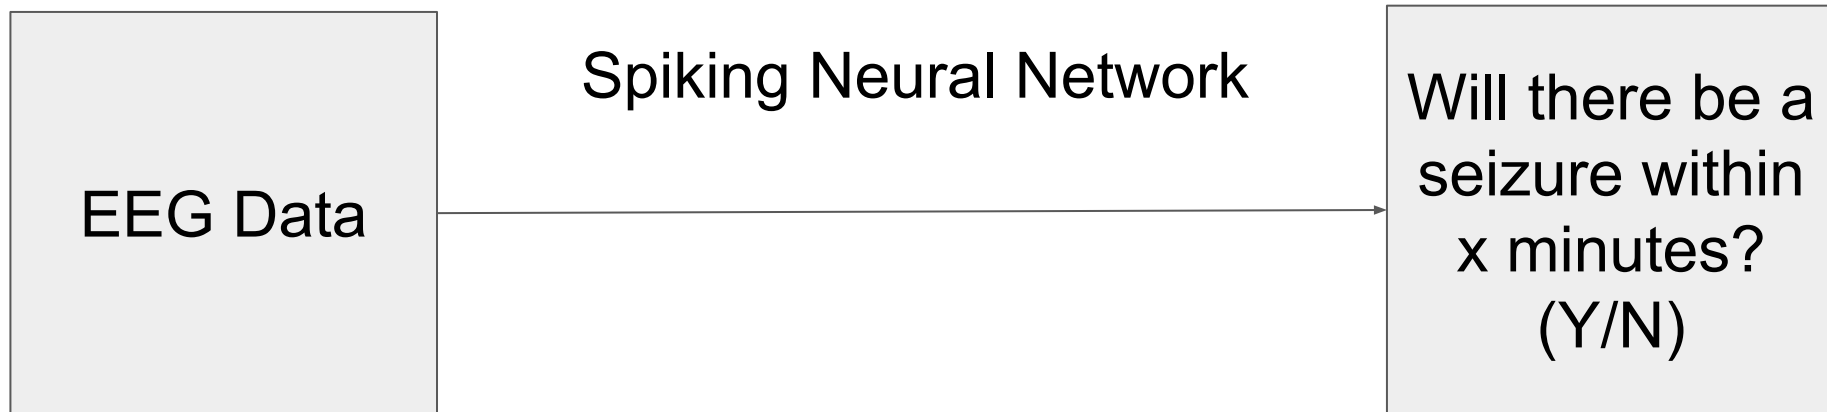 EEG Data
Spiking Neural Network
Will there be a
seizure within
x minutes?
(Y/N)